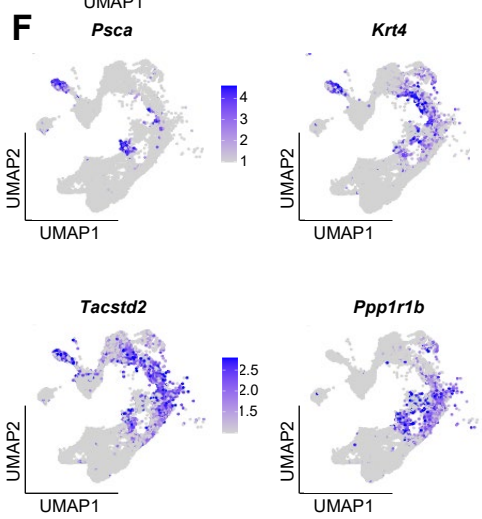 UMAP1
F
Psca
Krt4
4
3
2
1
UMAP2
UMAP2
UMAP1
UMAP1
Tacstd2
Ppp1r1b
2.5
2.0
1.5
UMAP2
UMAP2
UMAP1
UMAP1